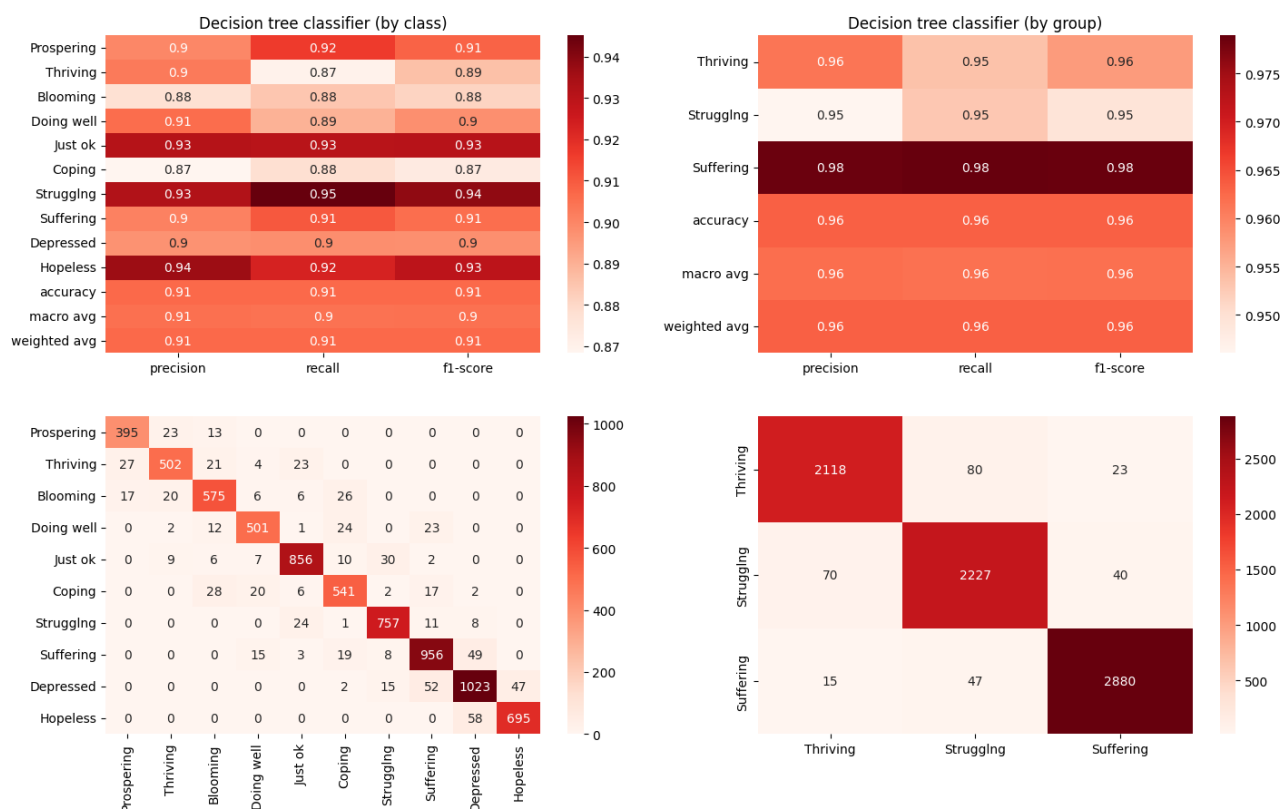 Decision tree classifier (by class)
Prospering 0.9 0.92 0.91
Thriving 0.9 0.87 0.89
Blooming 0.88 0.88 0.88
Doing well 0.91 0.89 0.9
Just ok 0.93 0.93 0.93
Coping 0.87 0.88 0.87
Strugglng 0.93 0.95 0.94
Suffering 0.9 0.91 0.91
Depressed 0.9 0.9 0.9
Hopeless 0.94 0.92 0.93
accuracy 0.91 0.91 0.91
macro avg 0.91 0.9 0.9
weighted avg 0.91 0.91 0.91
precision recall f1-score
0.94
0.93
0.92
0.91
0.90
0.89
0.88
0.87
Decision tree classifier (by group)
Thriving 0.96 0.95 0.96
Strugglng 0.95 0.95 0.95
Suffering 0.98 0.98 0.98
accuracy 0.96 0.96 0.96
macro avg 0.96 0.96 0.96
weighted avg 0.96 0.96 0.96
precision recall f1-score
0.975
0.970
0.965
0.960
0.955
0.950
Prospering 395 23 13 0 0 0 0 0 0 0
Thriving 27 502 21 4 23 0 0 0 0 0
Blooming 17 20 575 6 6 26 0 0 0 0
Doing well 0 2 12 501 1 24 0 23 0 0
Just ok 0 9 6 7 856 10 30 2 0 0
Coping 0 0 28 20 6 541 2 17 2 0
Strugglng 0 0 0 0 24 1 757 11 8 0
Suffering 0 0 0 15 3 19 8 956 49 0
Depressed 0 0 0 0 0 2 15 52 1023 47
Hopeless 0 0 0 0 0 0 0 0 58 695
Prospering Thriving Blooming Doing well Just ok Coping Strugglng Suffering Depressed Hopeless
1000
800
600
400
200
0
Thriving 2118 80 23
Strugglng 70 2227 40
Suffering 15 47 2880
Thriving Strugglng Suffering
2500
2000
1500
1000
500